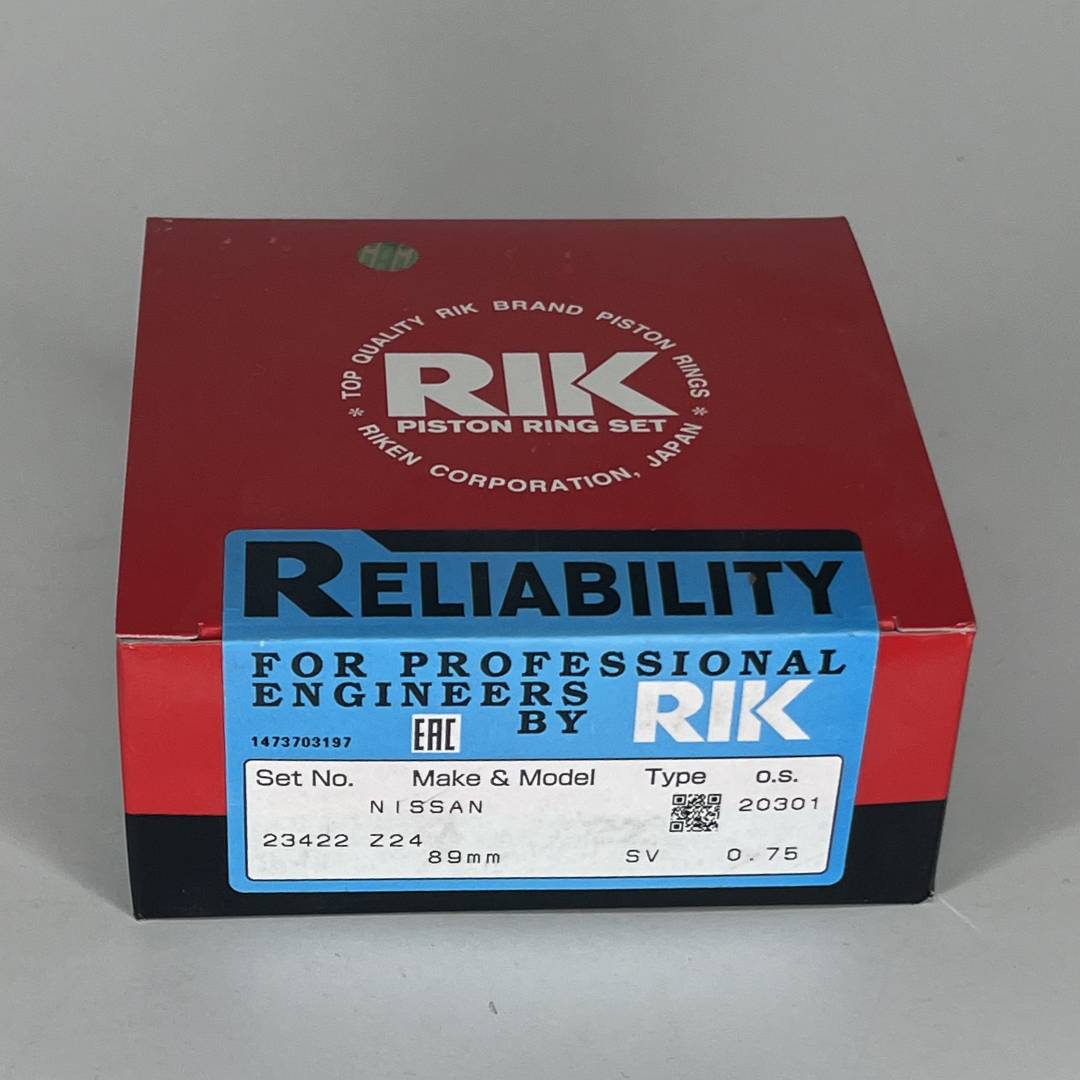 * TOP QUALITY RIK BRAND PISTON RINGS *
RIK
PISTON RING SET
RIKEN CORPORATION, JAPAN
RELIABILITY
FOR PROFESSIONAL
ENGINEERS
BY RIK
1473703197
EAC
Set No. Make & Model Type o.s.
NISSAN 20301
23422 Z24
89mm SV 0.75